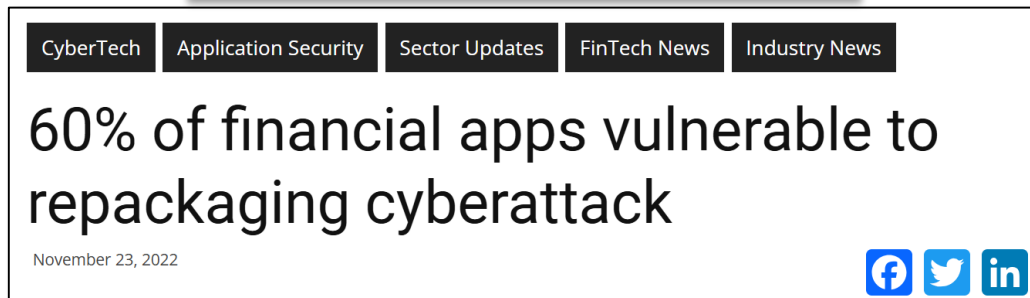 CyberTech Application Security Sector Updates FinTech News Industry News
60% of financial apps vulnerable to
repackaging cyberattack
November 23, 2022